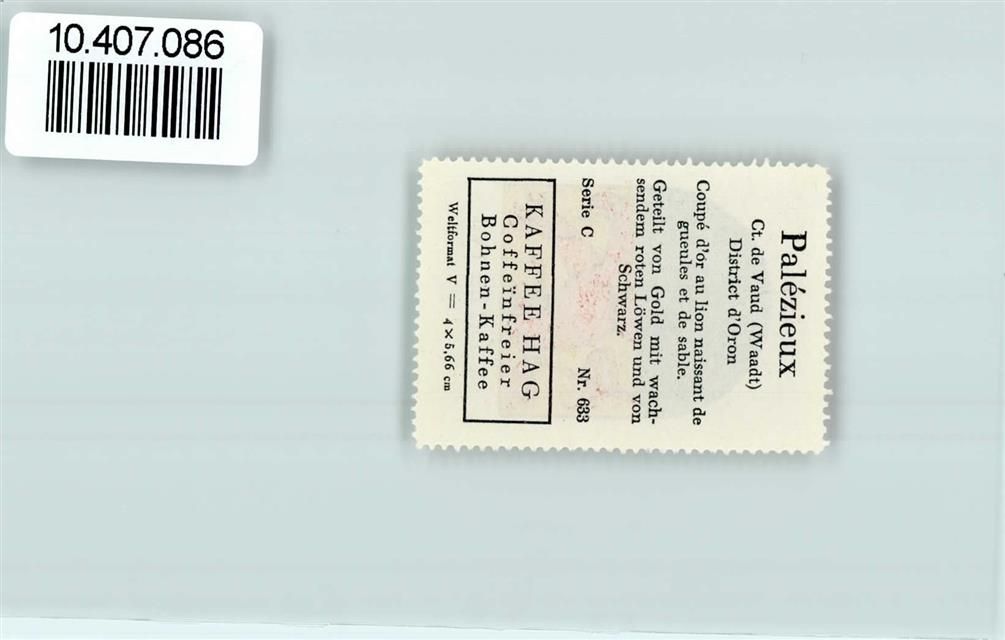 10.407.086
Palézieux
Ct. de Vaud (Waadt)
District d'Oron
Coupé d'or au lion naissant de
gueules et de sable.
Geteilt von Gold mit wach-
sendem roten Löwen und von
Schwarz.
Serie C Nr. 633
KAFFEE HAG
Coffeïnfreier
Bohnen-Kaffee
Weltformat V = 4 × 5,66 cm